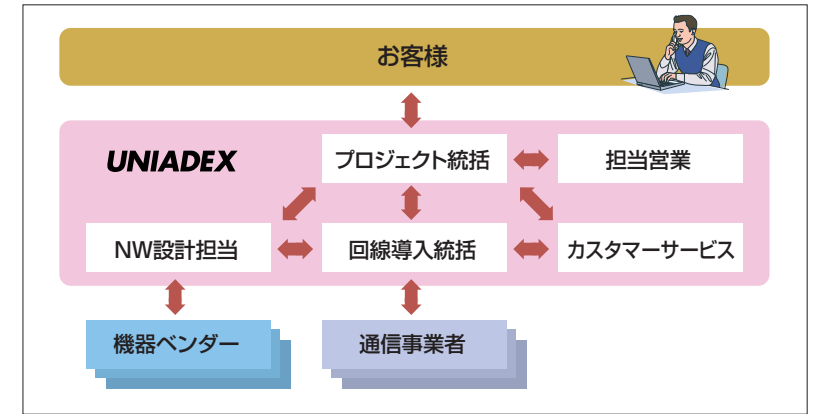 お客様
UNIADEX
プロジェクト統括
担当営業
NW設計担当
回線導入統括
カスタマーサービス
機器ベンダー
通信事業者